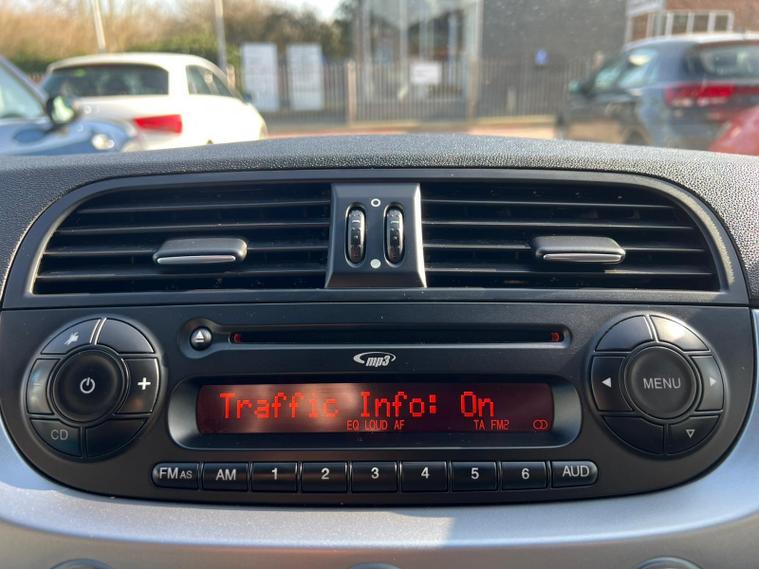 mp3
Traffic Info: On
EQ LOUD AF TA FM2
+
CD
MENU
FM AS AM 1 2 3 4 5 6 AUD